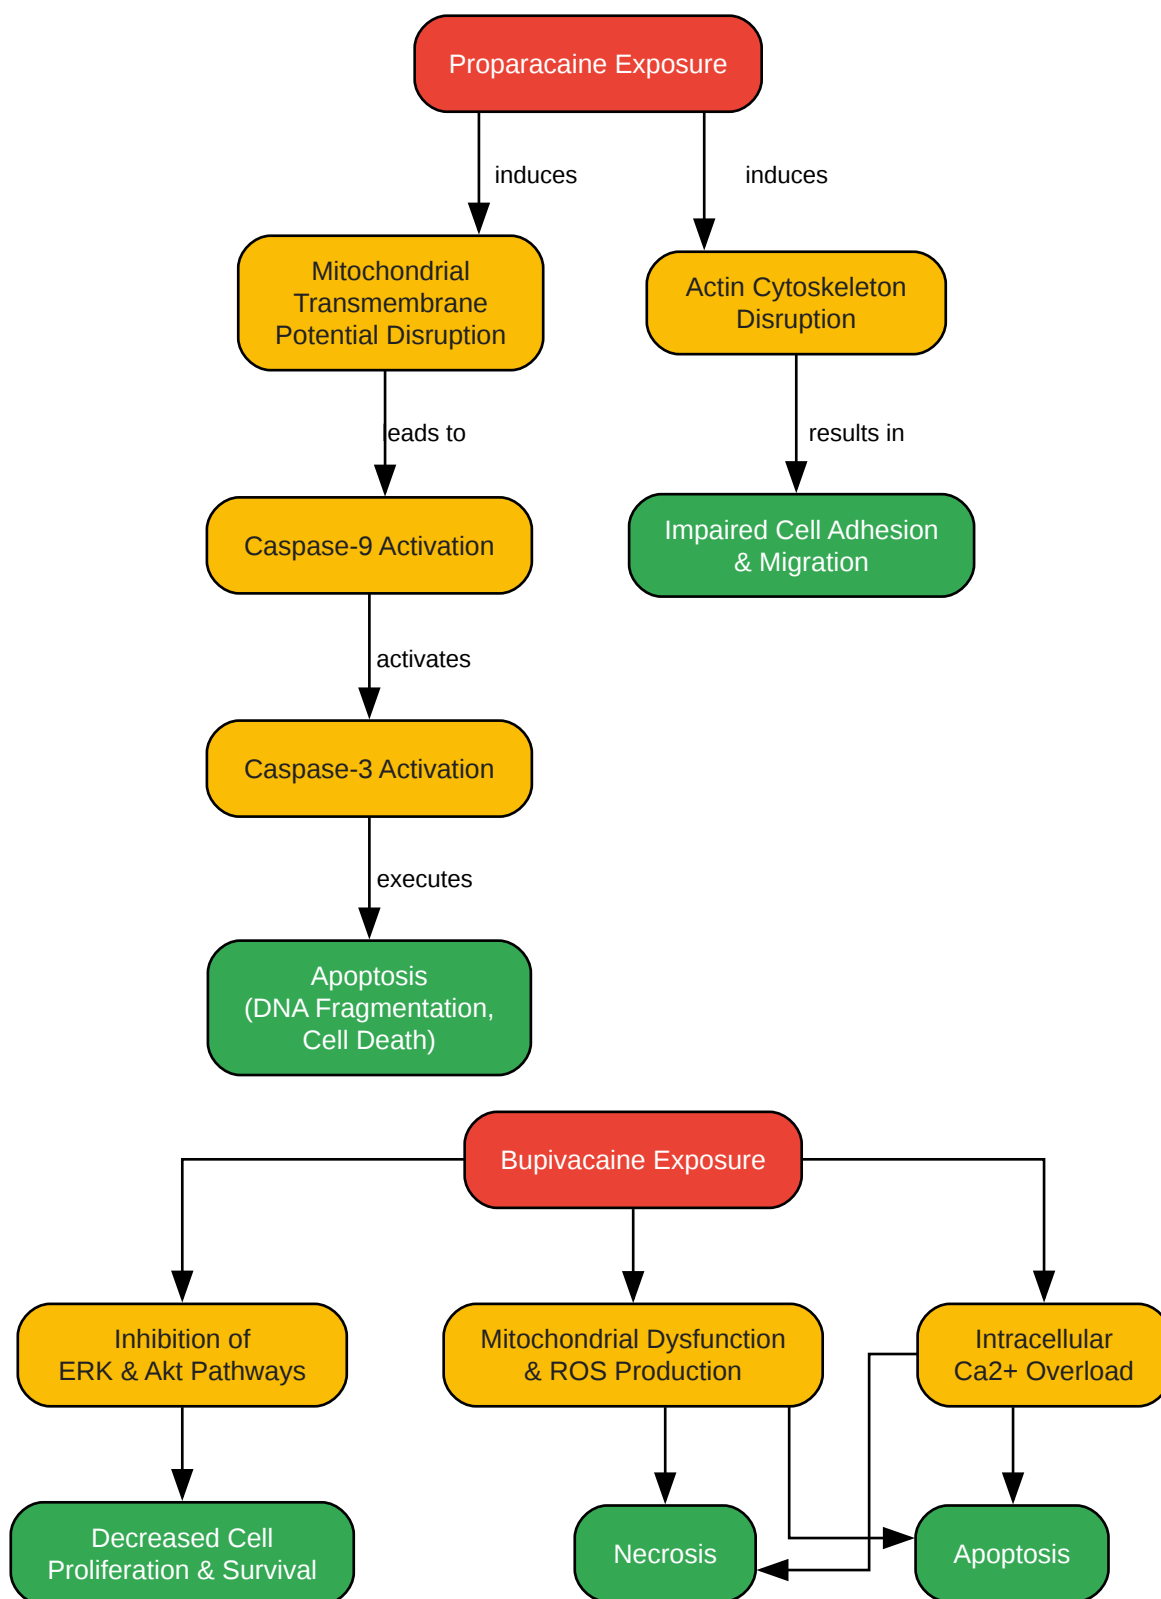 Proparacaine Exposure
induces
induces
Mitochondrial
Transmembrane
Potential Disruption
Actin Cytoskeleton
Disruption
leads to
results in
Caspase-9 Activation
Impaired Cell Adhesion
& Migration
activates
Caspase-3 Activation
executes
Apoptosis
(DNA Fragmentation,
Cell Death)
Bupivacaine Exposure
Inhibition of
ERK & Akt Pathways
Mitochondrial Dysfunction
& ROS Production
Intracellular
Ca2+ Overload
Decreased Cell
Proliferation & Survival
Necrosis
Apoptosis